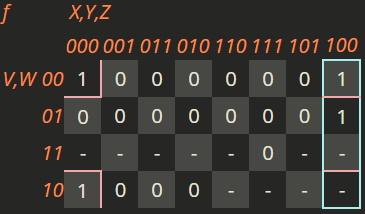 f X,Y,Z
000 001 011 010 110 111 101 100
V,W 00 1 0 0 0 0 0 0 1
01 0 0 0 0 0 0 0 1
11 - - - - - 0 - -
10 1 0 0 0 - - - -